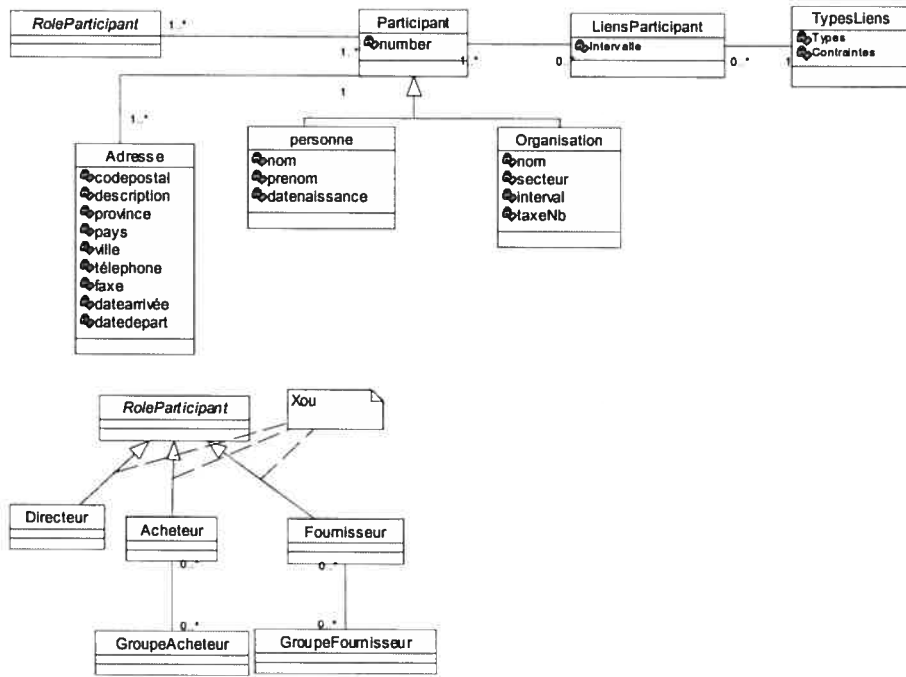 RoleParticipant
1..*
1..*
Participant
number
1..*
0..*
LiensParticipant
Intervalle
0..*
1
TypesLiens
Types
Contraintes
1
1..*
Adresse
codepostal
description
province
pays
ville
télephone
faxe
datearrivée
datedepart
personne
nom
prenom
datenaissance
Organisation
nom
secteur
interval
taxeNb
RoleParticipant
Xou
Directeur
Acheteur
Fournisseur
0..*
0..*
0..*
0..*
GroupeAcheteur
GroupeFournisseur